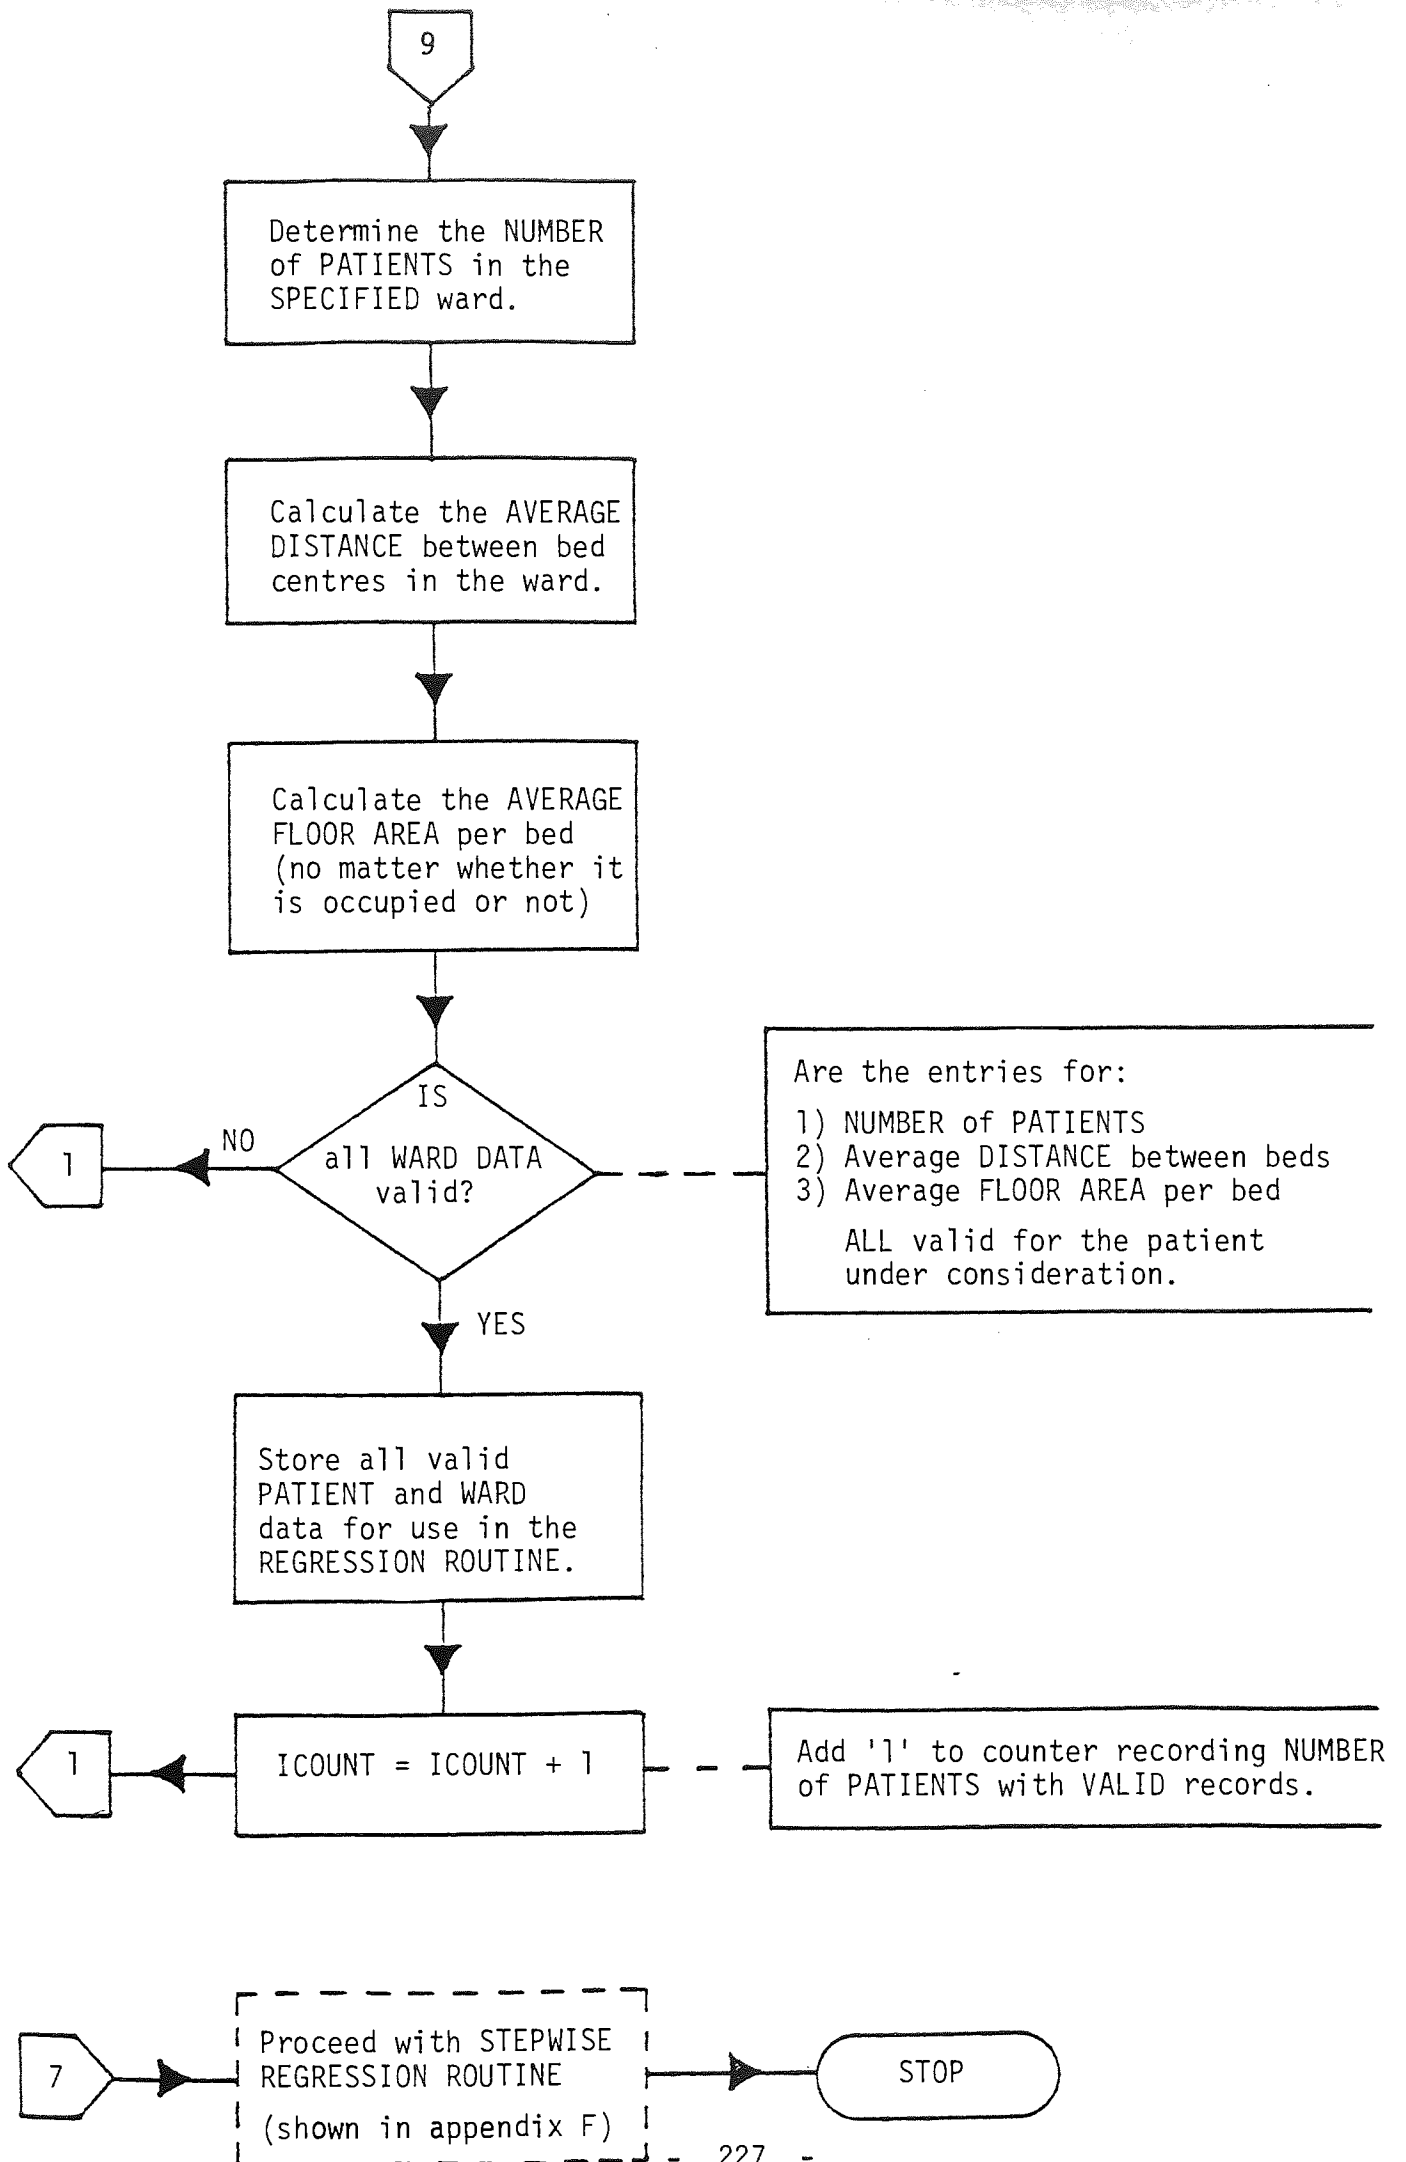 9
Determine the NUMBER
of PATIENTS in the
SPECIFIED ward.
Calculate the AVERAGE
DISTANCE between bed
centres in the ward.
Calculate the AVERAGE
FLOOR AREA per bed
(no matter whether it
is occupied or not)
IS
all WARD DATA
valid?
NO
1
Are the entries for:
1) NUMBER of PATIENTS
2) Average DISTANCE between beds
3) Average FLOOR AREA per bed
ALL valid for the patient
under consideration.
YES
Store all valid
PATIENT and WARD
data for use in the
REGRESSION ROUTINE.
1
ICOUNT = ICOUNT + 1
Add '1' to counter recording NUMBER
of PATIENTS with VALID records.
7
Proceed with STEPWISE
REGRESSION ROUTINE
(shown in appendix F)
STOP
- 227 -